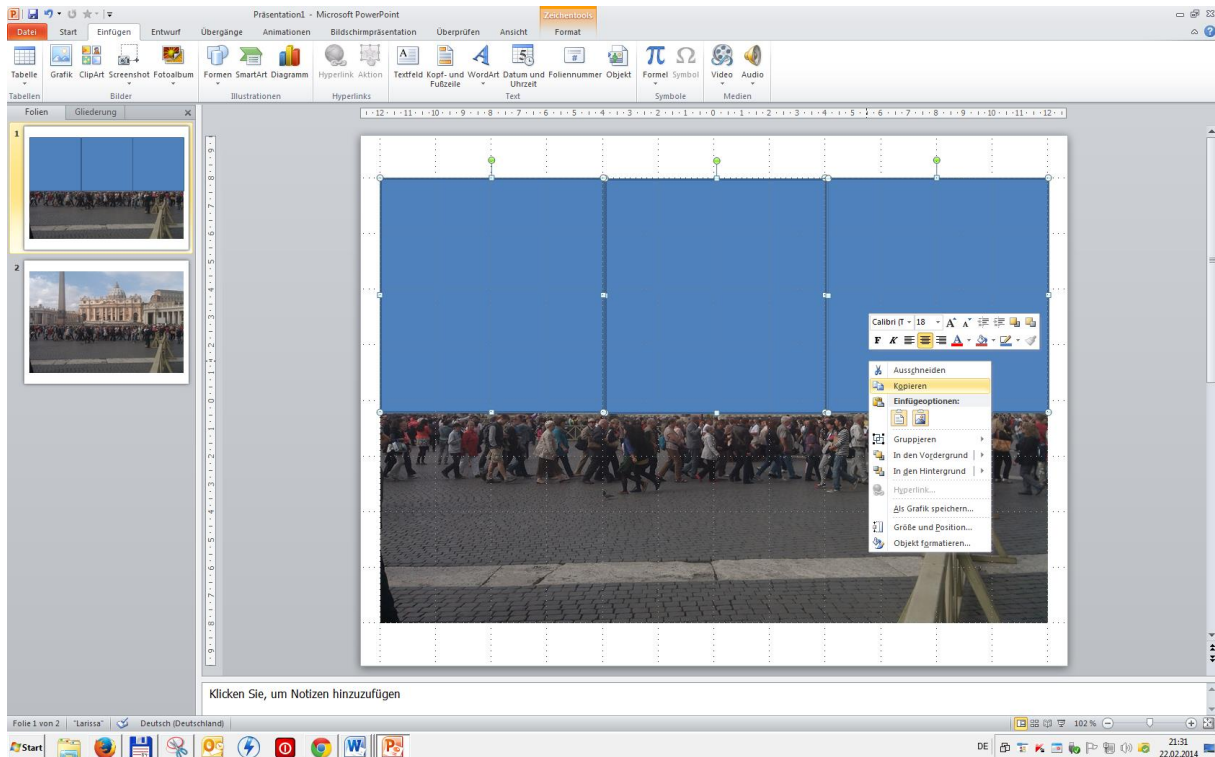 Präsentation1 - Microsoft PowerPoint
Zeichentools
Datei Start Einfügen Entwurf Übergänge Animationen Bildschirmpräsentation Überprüfen Ansicht Format
Tabelle Grafik ClipArt Screenshot Fotoalbum Formen SmartArt Diagramm Hyperlink Aktion Textfeld Kopf- und Fußzeile WordArt Datum und Uhrzeit Foliennummer Objekt Formel Symbol Video Audio
Tabellen Bilder Illustrationen Hyperlinks Text Symbole Medien
Folien Gliederung
1
2
Calibri (T 18
F K
Ausschneiden
Kopieren
Einfügeoptionen:
Gruppieren
In den Vordergrund
In den Hintergrund
Hyperlink...
Als Grafik speichern...
Größe und Position...
Objekt formatieren...
Klicken Sie, um Notizen hinzuzufügen
Folie 1 von 2 "Larissa" Deutsch (Deutschland) 102 %
Start DE 21:31
22.02.2014